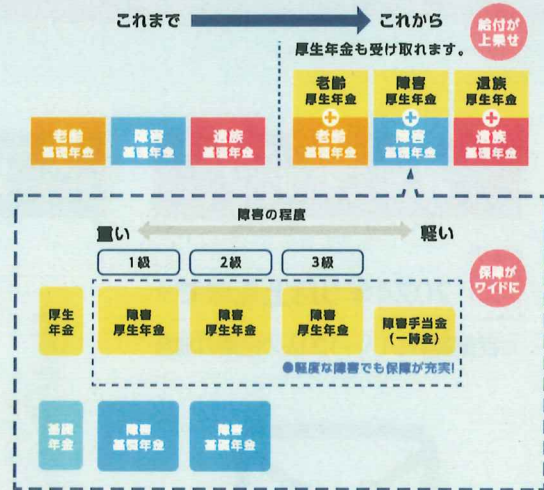 これまで
これから
給付が
上乗せ
厚生年金も受け取れます。
老齢
基礎年金
障害
基礎年金
遺族
基礎年金
老齢
厚生年金
+
老齢
基礎年金
障害
厚生年金
+
障害
基礎年金
遺族
厚生年金
+
遺族
基礎年金
障害の程度
重い
軽い
1級
2級
3級
保障が
ワイドに
厚生
年金
障害
厚生年金
障害
厚生年金
障害
厚生年金
障害手当金
(一時金)
●軽度な障害でも保障が充実!
基礎
年金
障害
基礎年金
障害
基礎年金